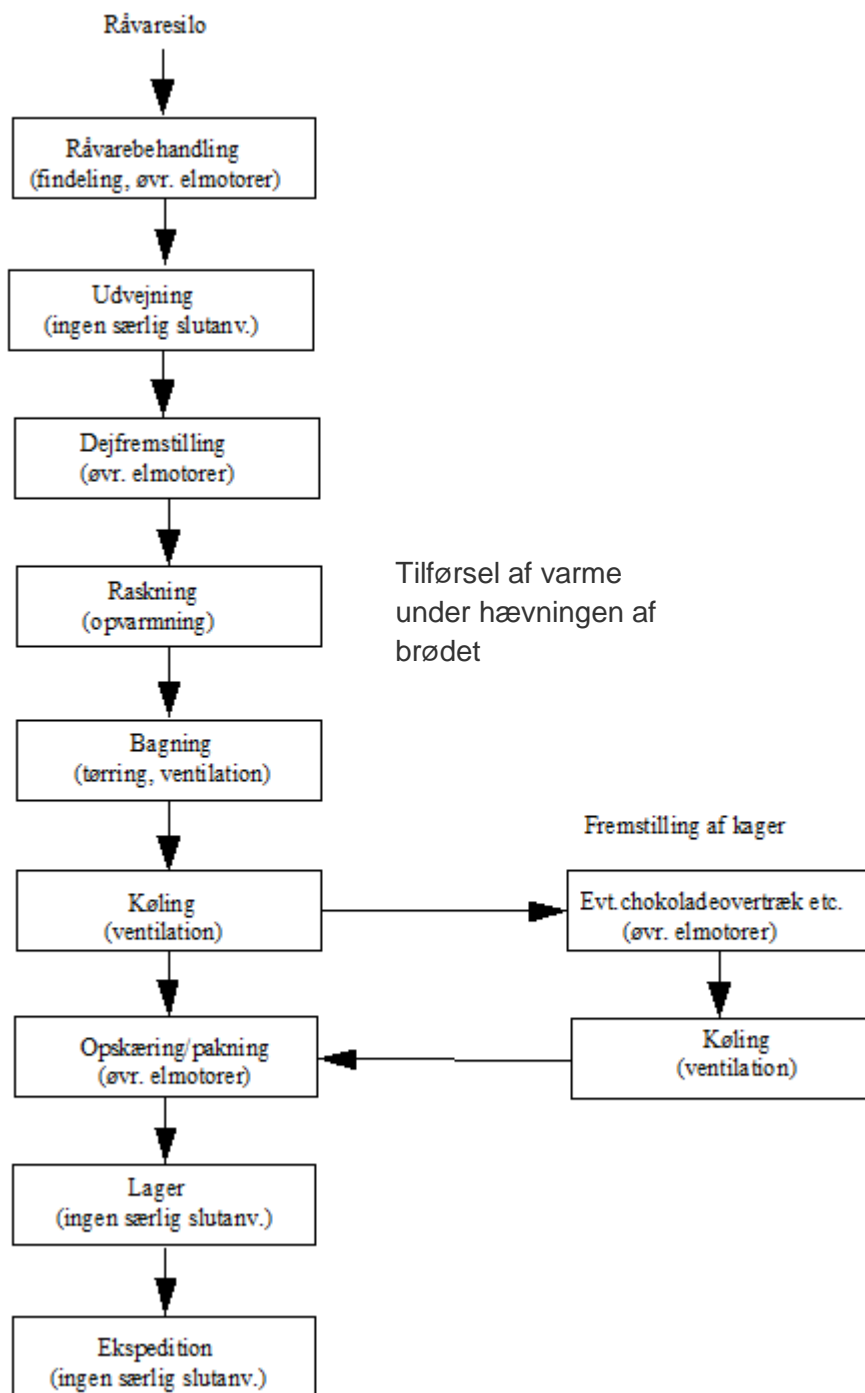 Råvaresilo
Råvarebehandling
(findeling, øvr. elmotorer)
Udvejning
(ingen særlig slutanv.)
Dejfremstilling
(øvr. elmotorer)
Raskning
(opvarmning)
Tilførsel af varme
under hævningen af
brødet
Bagning
(tørring, ventilation)
Køling
(ventilation)
Fremstilling af kager
Evt.chokoladeovertræk etc.
(øvr. elmotorer)
Køling
(ventilation)
Opskæring/pakning
(øvr. elmotorer)
Lager
(ingen særlig slutanv.)
Ekspedition
(ingen særlig slutanv.)